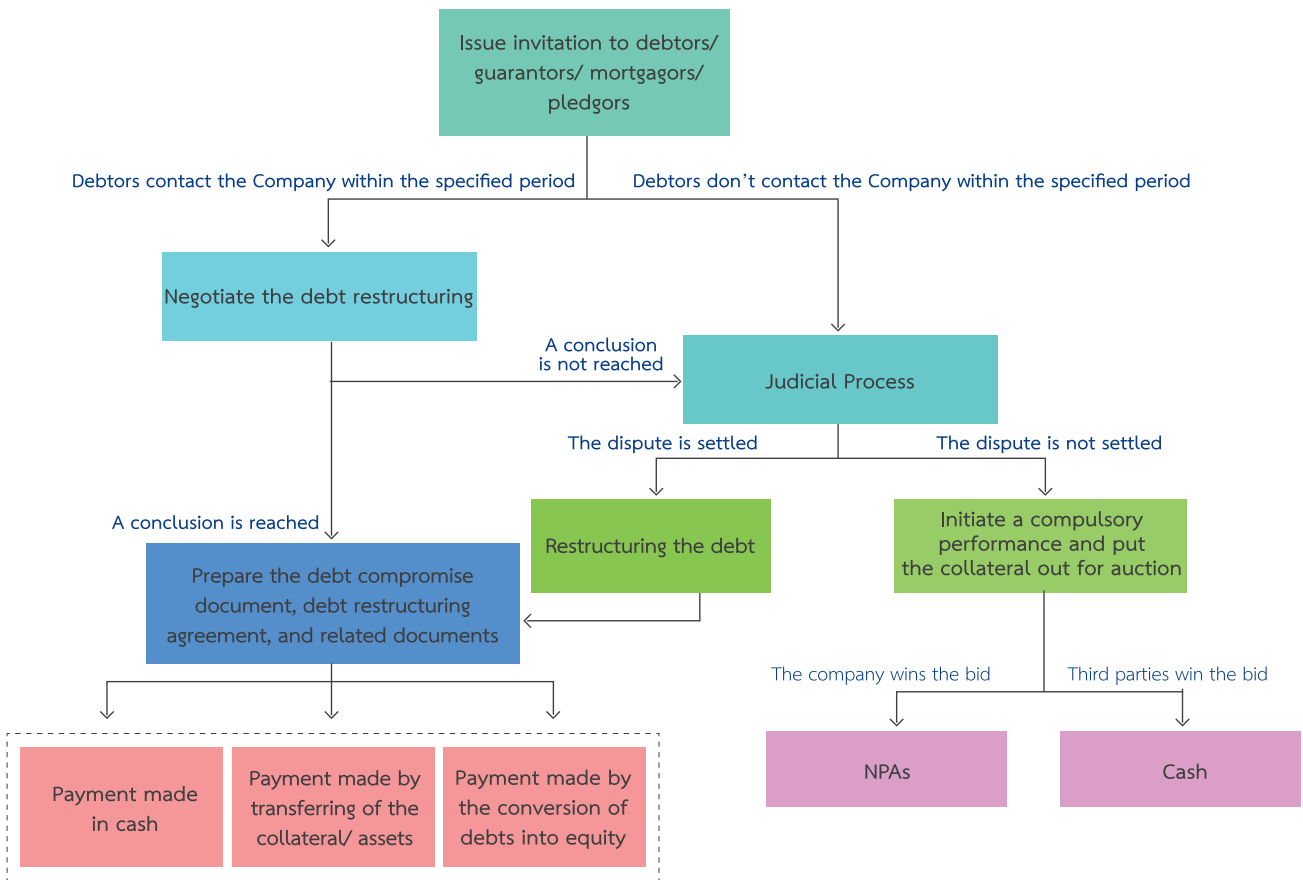 Issue invitation to debtors/
guarantors/ mortgagors/
pledgors
Debtors contact the Company within the specified period
Debtors don’t contact the Company within the specified period
Negotiate the debt restructuring
A conclusion
is not reached
Judicial Process
The dispute is settled
The dispute is not settled
A conclusion is reached
Restructuring the debt
Initiate a compulsory
performance and put
the collateral out for auction
Prepare the debt compromise
document, debt restructuring
agreement, and related documents
The company wins the bid
Third parties win the bid
Payment made
in cash
Payment made by
transferring of the
collateral/ assets
Payment made by
the conversion of
debts into equity
NPAs
Cash